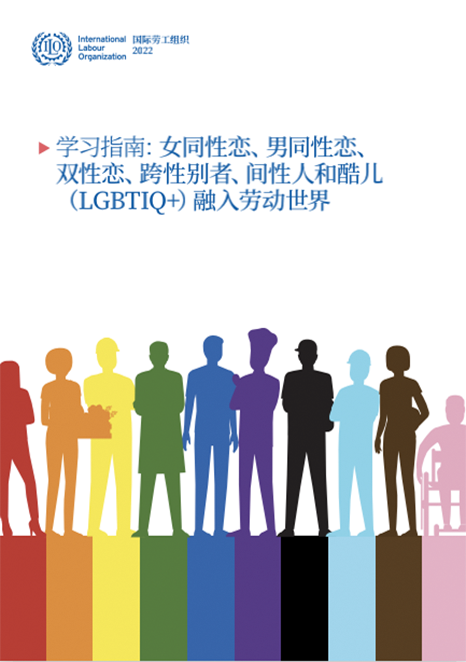 ILO
International
Labour
Organization
国际劳工组织
2022
学习指南：女同性恋、男同性恋、
双性恋、跨性别者、间性人和酷儿
（LGBTIQ+）融入劳动世界